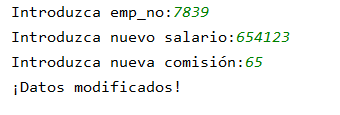 Introduzca emp_no:7839
Introduzca nuevo salario:654123
Introduzca nueva comisión:65
¡Datos modificados!